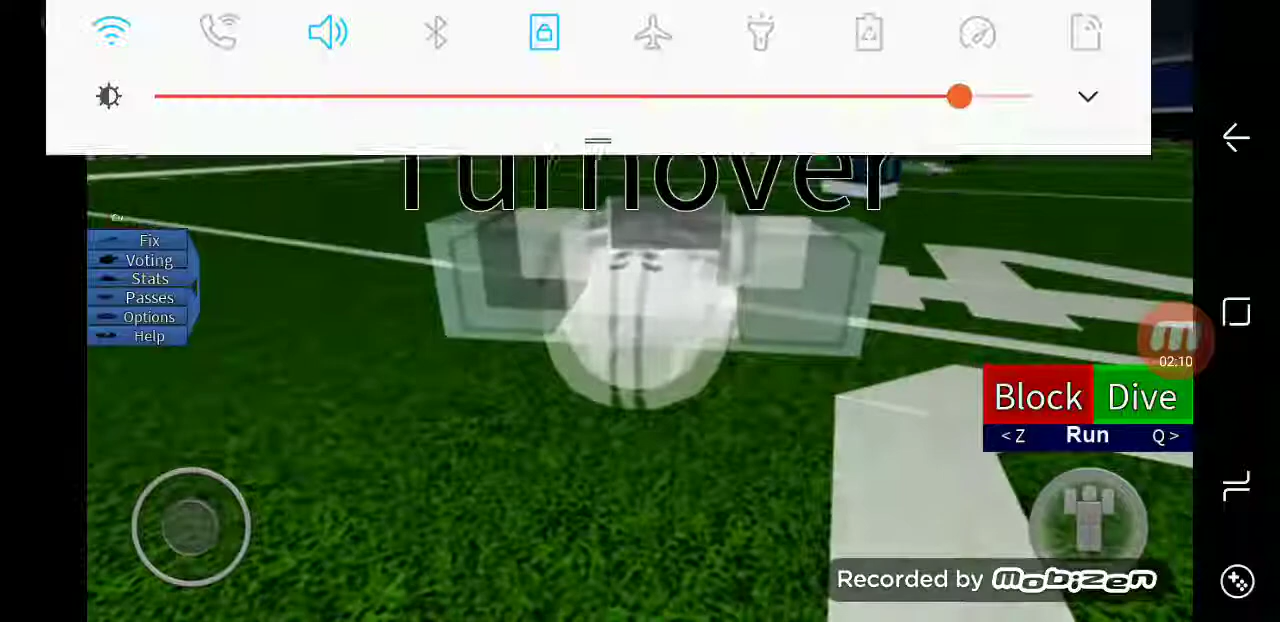 Turnover
Fix
Voting
Stats
Passes
Options
Help
02:10
Block Dive
< Z Run Q >
Recorded by mobizen